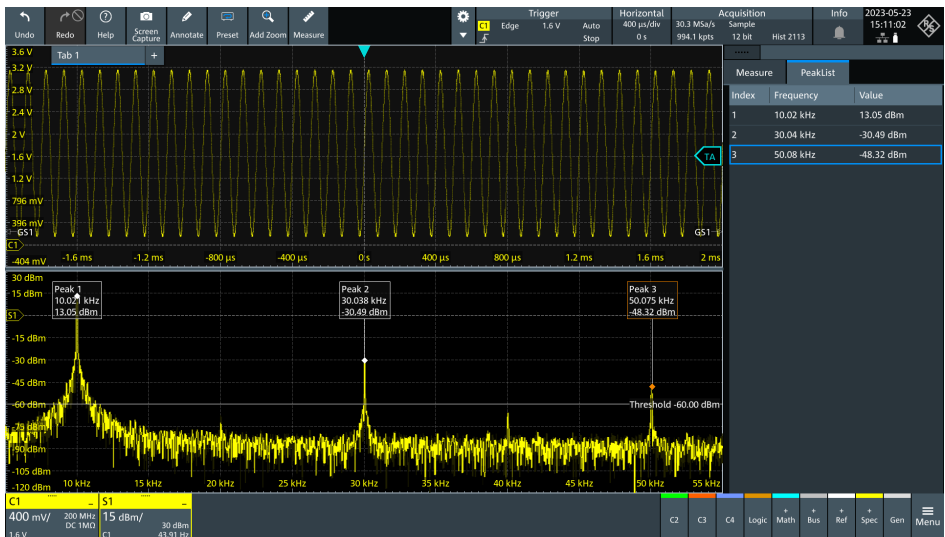 Undo Redo Help Screen Capture Annotate Preset Add Zoom Measure
Trigger Horizontal Acquisition Info 2023-05-23
C1 Edge 1.6 V Auto 400 µs/div 30.3 MSa/s Sample 15:11:02
Stop 0 s 994.1 kpts 12 bit Hist 2113
3.6 V Tab 1 +
3.2 V
2.8 V
2.4 V
2 V
1.6 V TA
1.2 V
796 mV
396 mV
GS1 GS1
C1
-404 mV -1.6 ms -1.2 ms -800 µs -400 µs 0 s 400 µs 800 µs 1.2 ms 1.6 ms 2 ms
Measure PeakList
Index Frequency Value
1 10.02 kHz 13.05 dBm
2 30.04 kHz -30.49 dBm
3 50.08 kHz -48.32 dBm
30 dBm
15 dBm
Peak 1
10.021 kHz
13.05 dBm
Peak 2
30.038 kHz
-30.49 dBm
Peak 3
50.075 kHz
-48.32 dBm
S1
-15 dBm
-30 dBm
-45 dBm
-60 dBm Threshold -60.00 dBm
-75 dBm
-90 dBm
-105 dBm
-120 dBm 10 kHz 15 kHz 20 kHz 25 kHz 30 kHz 35 kHz 40 kHz 45 kHz 50 kHz 55 kHz
C1 S1
400 mV/ 200 MHz 15 dBm/
DC 1MΩ 30 dBm
1.6 V C1 43.91 Hz
C2 C3 C4 Logic + Math + Bus + Ref + Spec Gen Menu